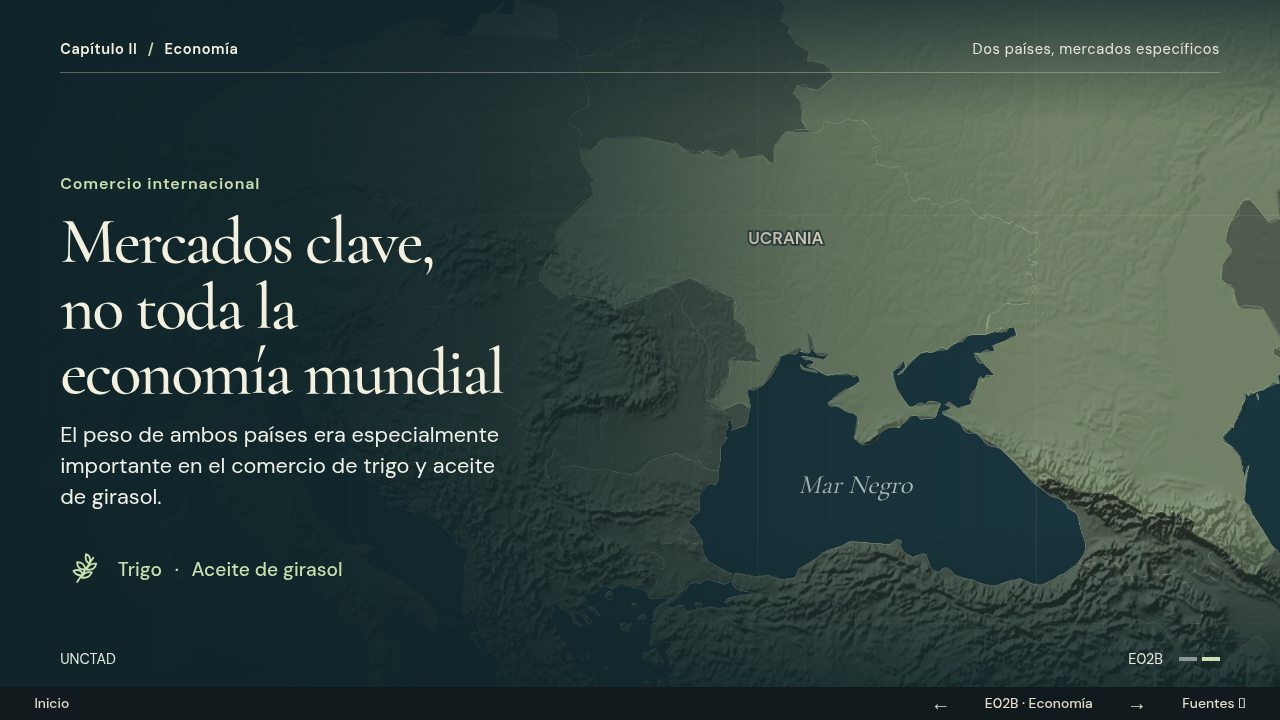 Capítulo II / Economía
Dos países, mercados específicos
Comercio internacional
Mercados clave,
no toda la
economía mundial
El peso de ambos países era especialmente
importante en el comercio de trigo y aceite
de girasol.
Trigo · Aceite de girasol
UCRANIA
Mar Negro
UNCTAD
E02B
Inicio
← E02B · Economía →
Fuentes